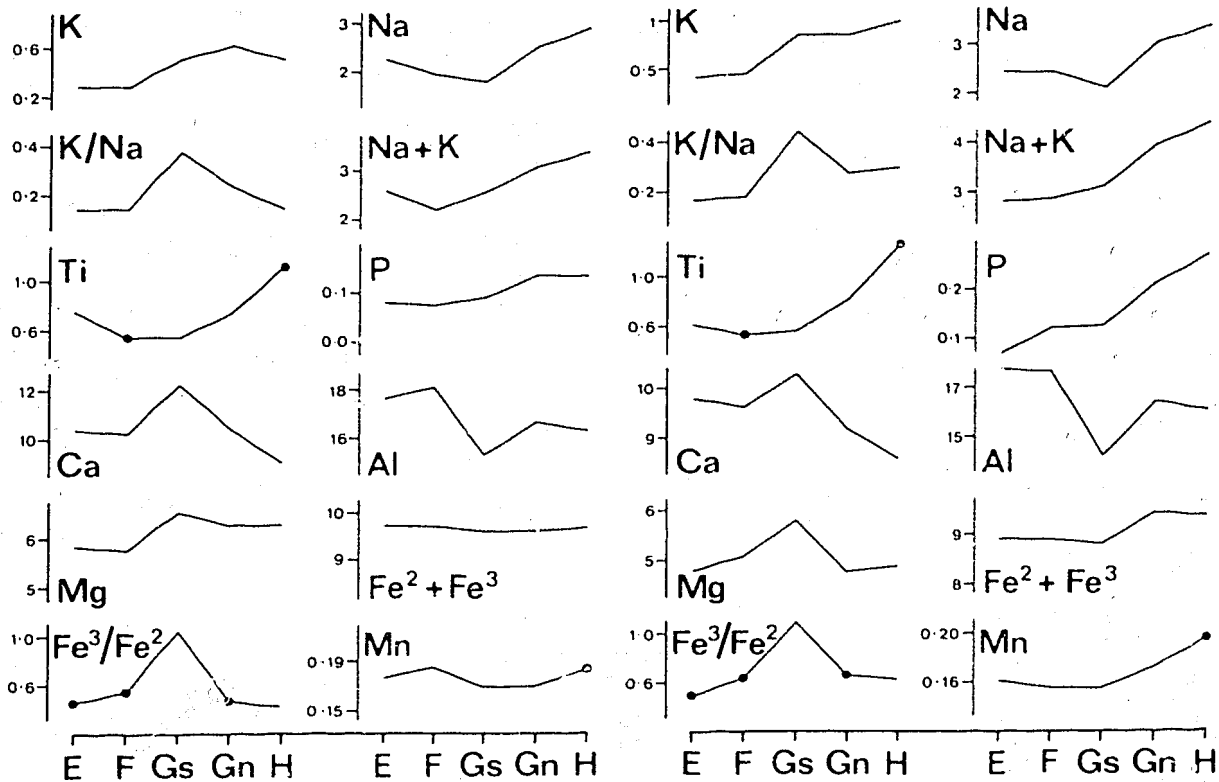 K
0·6
0·2
Na
3
2
K
1
0·5
Na
3
2
K/Na
0·4
0·2
Na+K
3
2
K/Na
0·4
0·2
Na+K
4
3
Ti
1·0
0·6
P
0·1
0·0
Ti
1·0
0·6
P
0·2
0·1
Ca
12
10
Al
18
16
Ca
10
9
Al
17
15
Mg
6
5
Fe² + Fe³
10
9
Mg
6
5
Fe² + Fe³
9
8
Fe³/Fe²
1·0
0·6
Mn
0·19
0·15
Fe³/Fe²
1·0
0·6
Mn
0·20
0·16
E F Gs Gn H
E F Gs Gn H
E F Gs Gn H
E F Gs Gn H